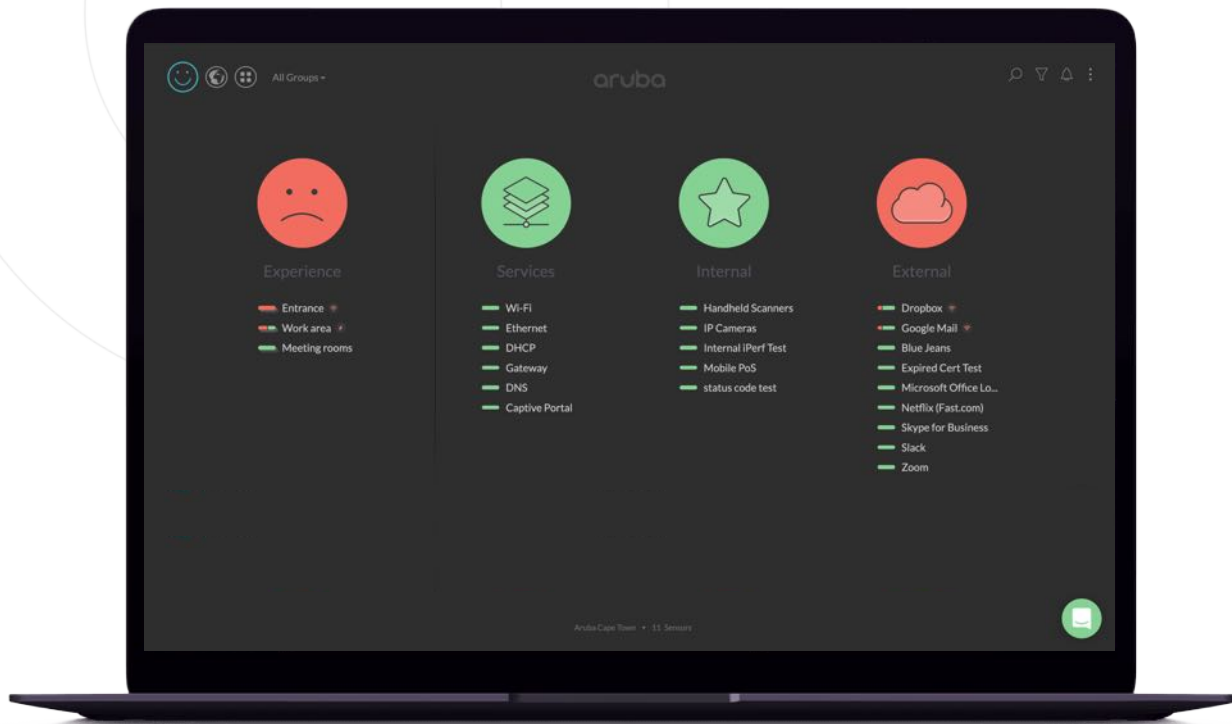 All Groups
aruba
Experience
Entrance
Work area
Meeting rooms
Services
Wi-Fi
Ethernet
DHCP
Gateway
DNS
Captive Portal
Internal
Handheld Scanners
IP Cameras
Internal iPerf Test
Mobile PoS
status code test
External
Dropbox
Google Mail
Blue Jeans
Expired Cert Test
Microsoft Office Lo...
Netflix (Fast.com)
Skype for Business
Slack
Zoom
Aruba Cape Town • 11 Sensors